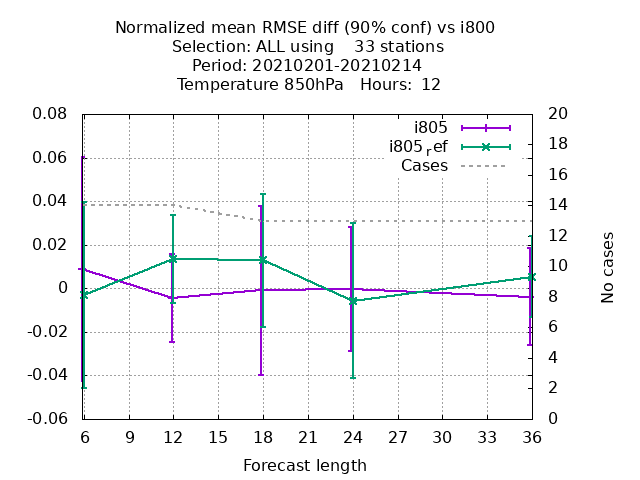 Normalized mean RMSE diff (90% conf) vs i800
Selection: ALL using    33 stations
Period: 20210201-20210214
Temperature 850hPa   Hours:  12
0.08
0.06
0.04
0.02
0
-0.02
-0.04
-0.06
20
18
16
14
12
10
8
6
4
2
0
i805
i805ref
Cases
No cases
6 9 12 15 18 21 24 27 30 33 36
Forecast length